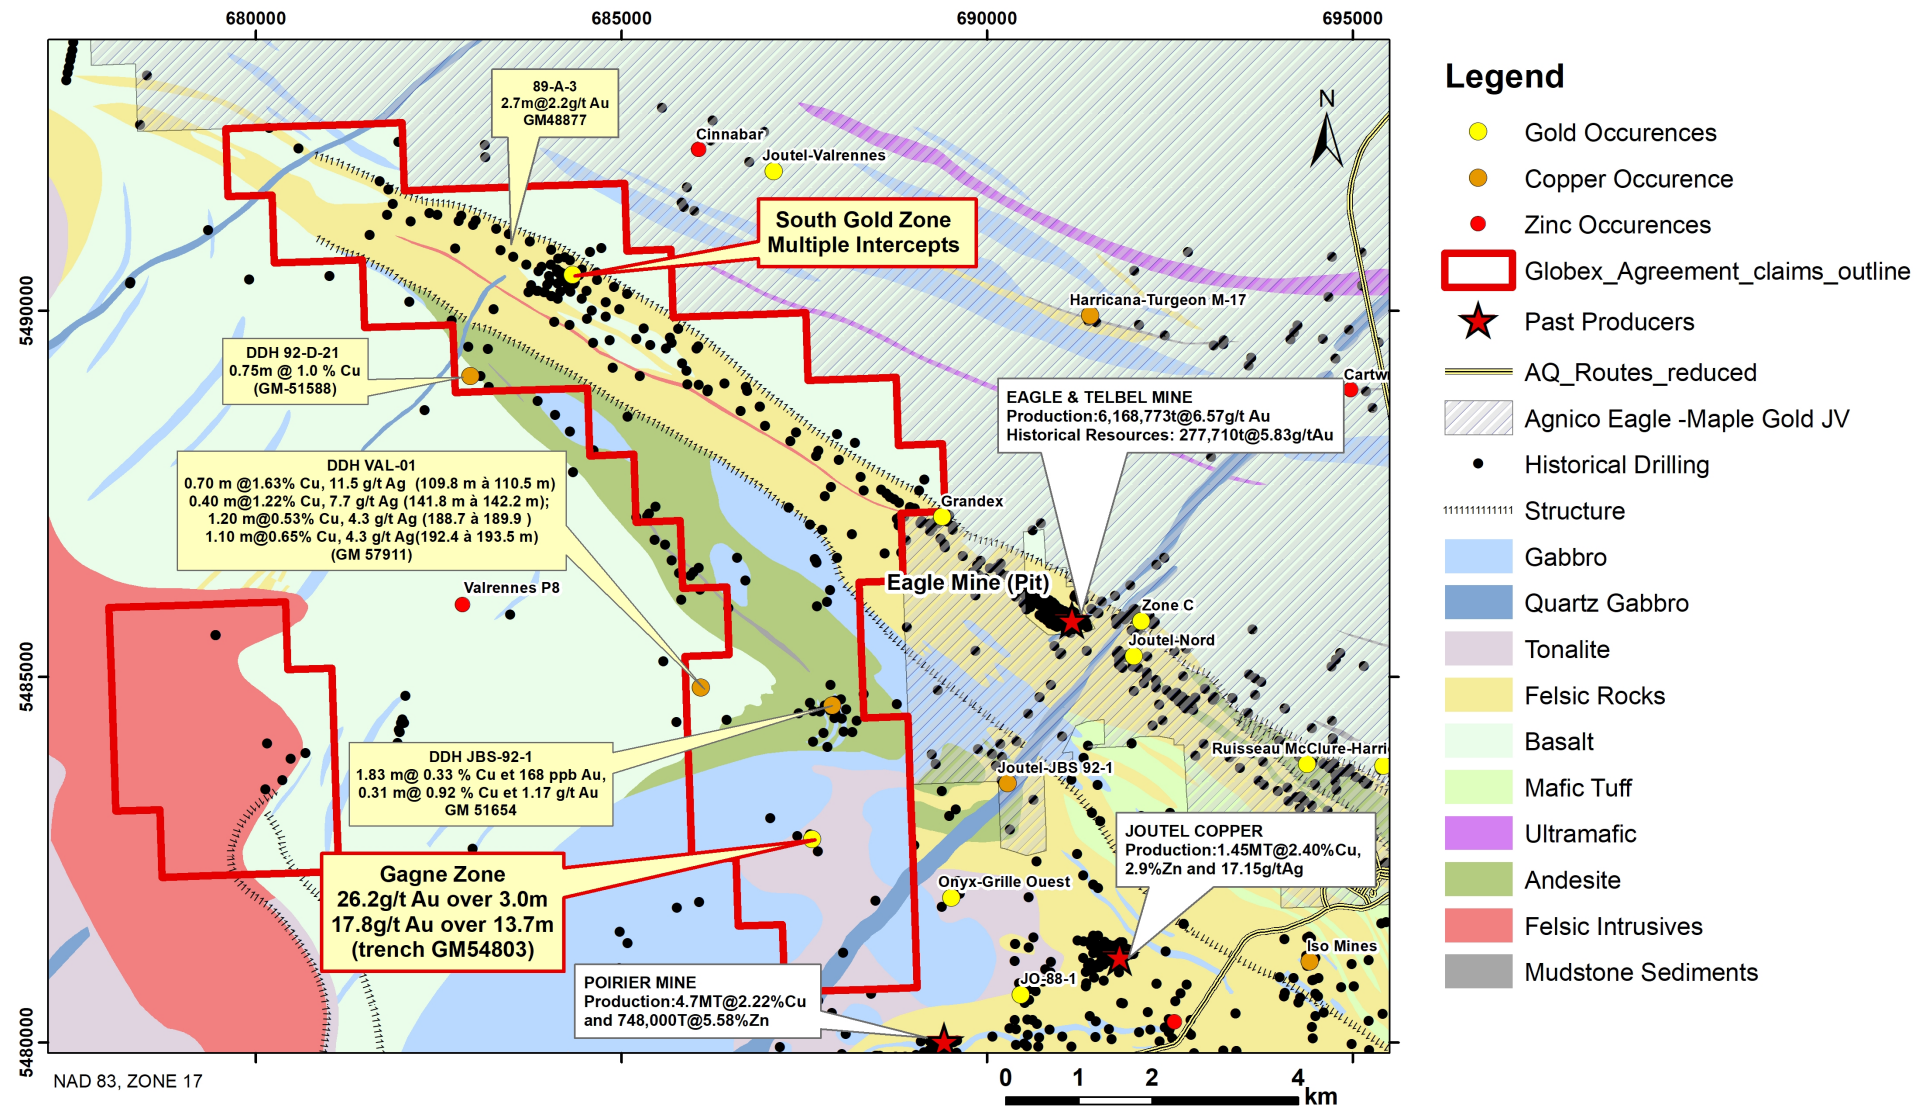 680000
685000
690000
695000
5490000
5485000
5480000
89-A-3
2.7m@2.2g/t Au
GM48877
Cinnabar
Joutel-Valrennes
South Gold Zone
Multiple Intercepts
N
Harricana-Turgeon M-17
DDH 92-D-21
0.75m @ 1.0 % Cu
(GM-51588)
Cartw
EAGLE & TELBEL MINE
Production:6,168,773t@6.57g/t Au
Historical Resources: 277,710t@5.83g/tAu
DDH VAL-01
0.70 m @1.63% Cu, 11.5 g/t Ag (109.8 m à 110.5 m)
0.40 m@1.22% Cu, 7.7 g/t Ag (141.8 m à 142.2 m);
1.20 m@0.53% Cu, 4.3 g/t Ag (188.7 à 189.9 )
1.10 m@0.65% Cu, 4.3 g/t Ag(192.4 à 193.5 m)
(GM 57911)
Grandex
Eagle Mine (Pit)
Valrennes P8
Zone C
Joutel-Nord
DDH JBS-92-1
1.83 m@ 0.33 % Cu et 168 ppb Au,
0.31 m@ 0.92 % Cu et 1.17 g/t Au
GM 51654
Ruisseau McClure-Harri
Joutel-JBS 92-1
JOUTEL COPPER
Production:1.45MT@2.40%Cu,
2.9%Zn and 17.15g/tAg
Gagne Zone
26.2g/t Au over 3.0m
17.8g/t Au over 13.7m
(trench GM54803)
Onyx-Grille Ouest
Iso Mines
JO-88-1
POIRIER MINE
Production:4.7MT@2.22%Cu
and 748,000T@5.58%Zn
NAD 83, ZONE 17
0 1 2 4
km
Legend
Gold Occurences
Copper Occurence
Zinc Occurences
Globex_Agreement_claims_outline
Past Producers
AQ_Routes_reduced
Agnico Eagle -Maple Gold JV
Historical Drilling
Structure
Gabbro
Quartz Gabbro
Tonalite
Felsic Rocks
Basalt
Mafic Tuff
Ultramafic
Andesite
Felsic Intrusives
Mudstone Sediments